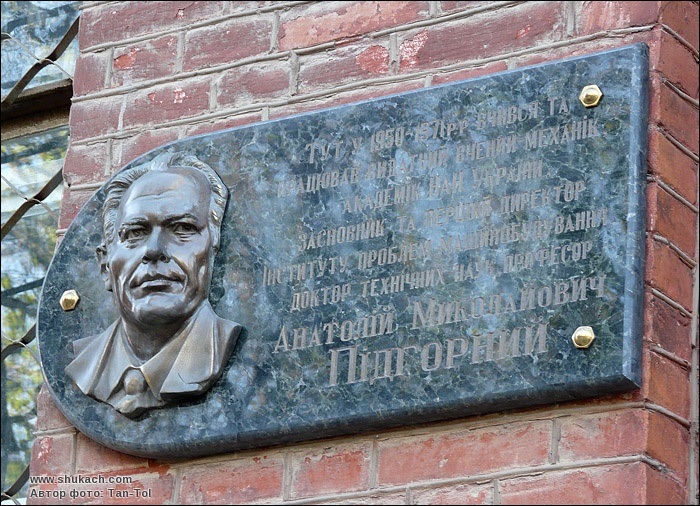 Тут у 1950-1971рр вчився та
працював видатний вчений механік
академік НАН України
Засновник та перший директор
Інституту проблем машинобудування
доктор технічних наук, професор
Анатолій Миколайович
Підгорний
www.shukach.com
Автор фото: Tan-Tol